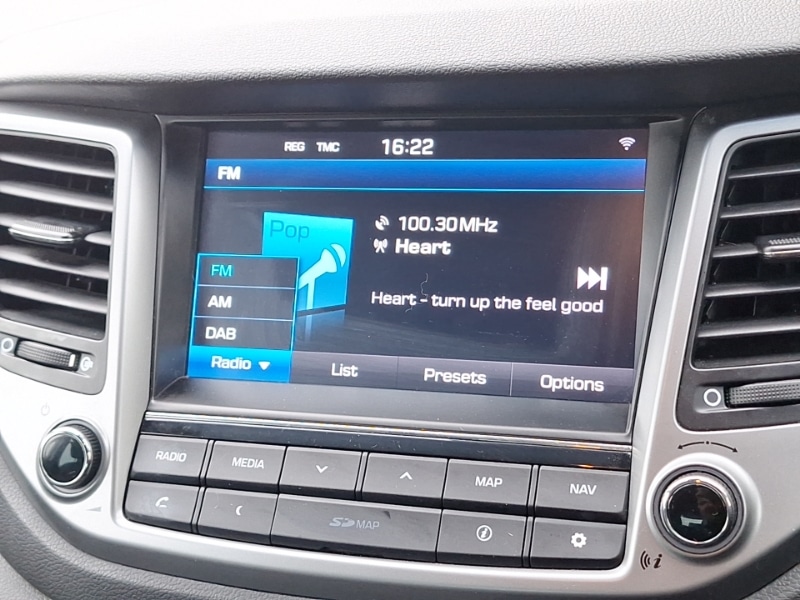 REG TMC 16:22
FM
Pop
100.30MHz
Heart
Heart - turn up the feel good
FM
AM
DAB
Radio
List
Presets
Options
RADIO
MEDIA
MAP
NAV
SD MAP
i
i